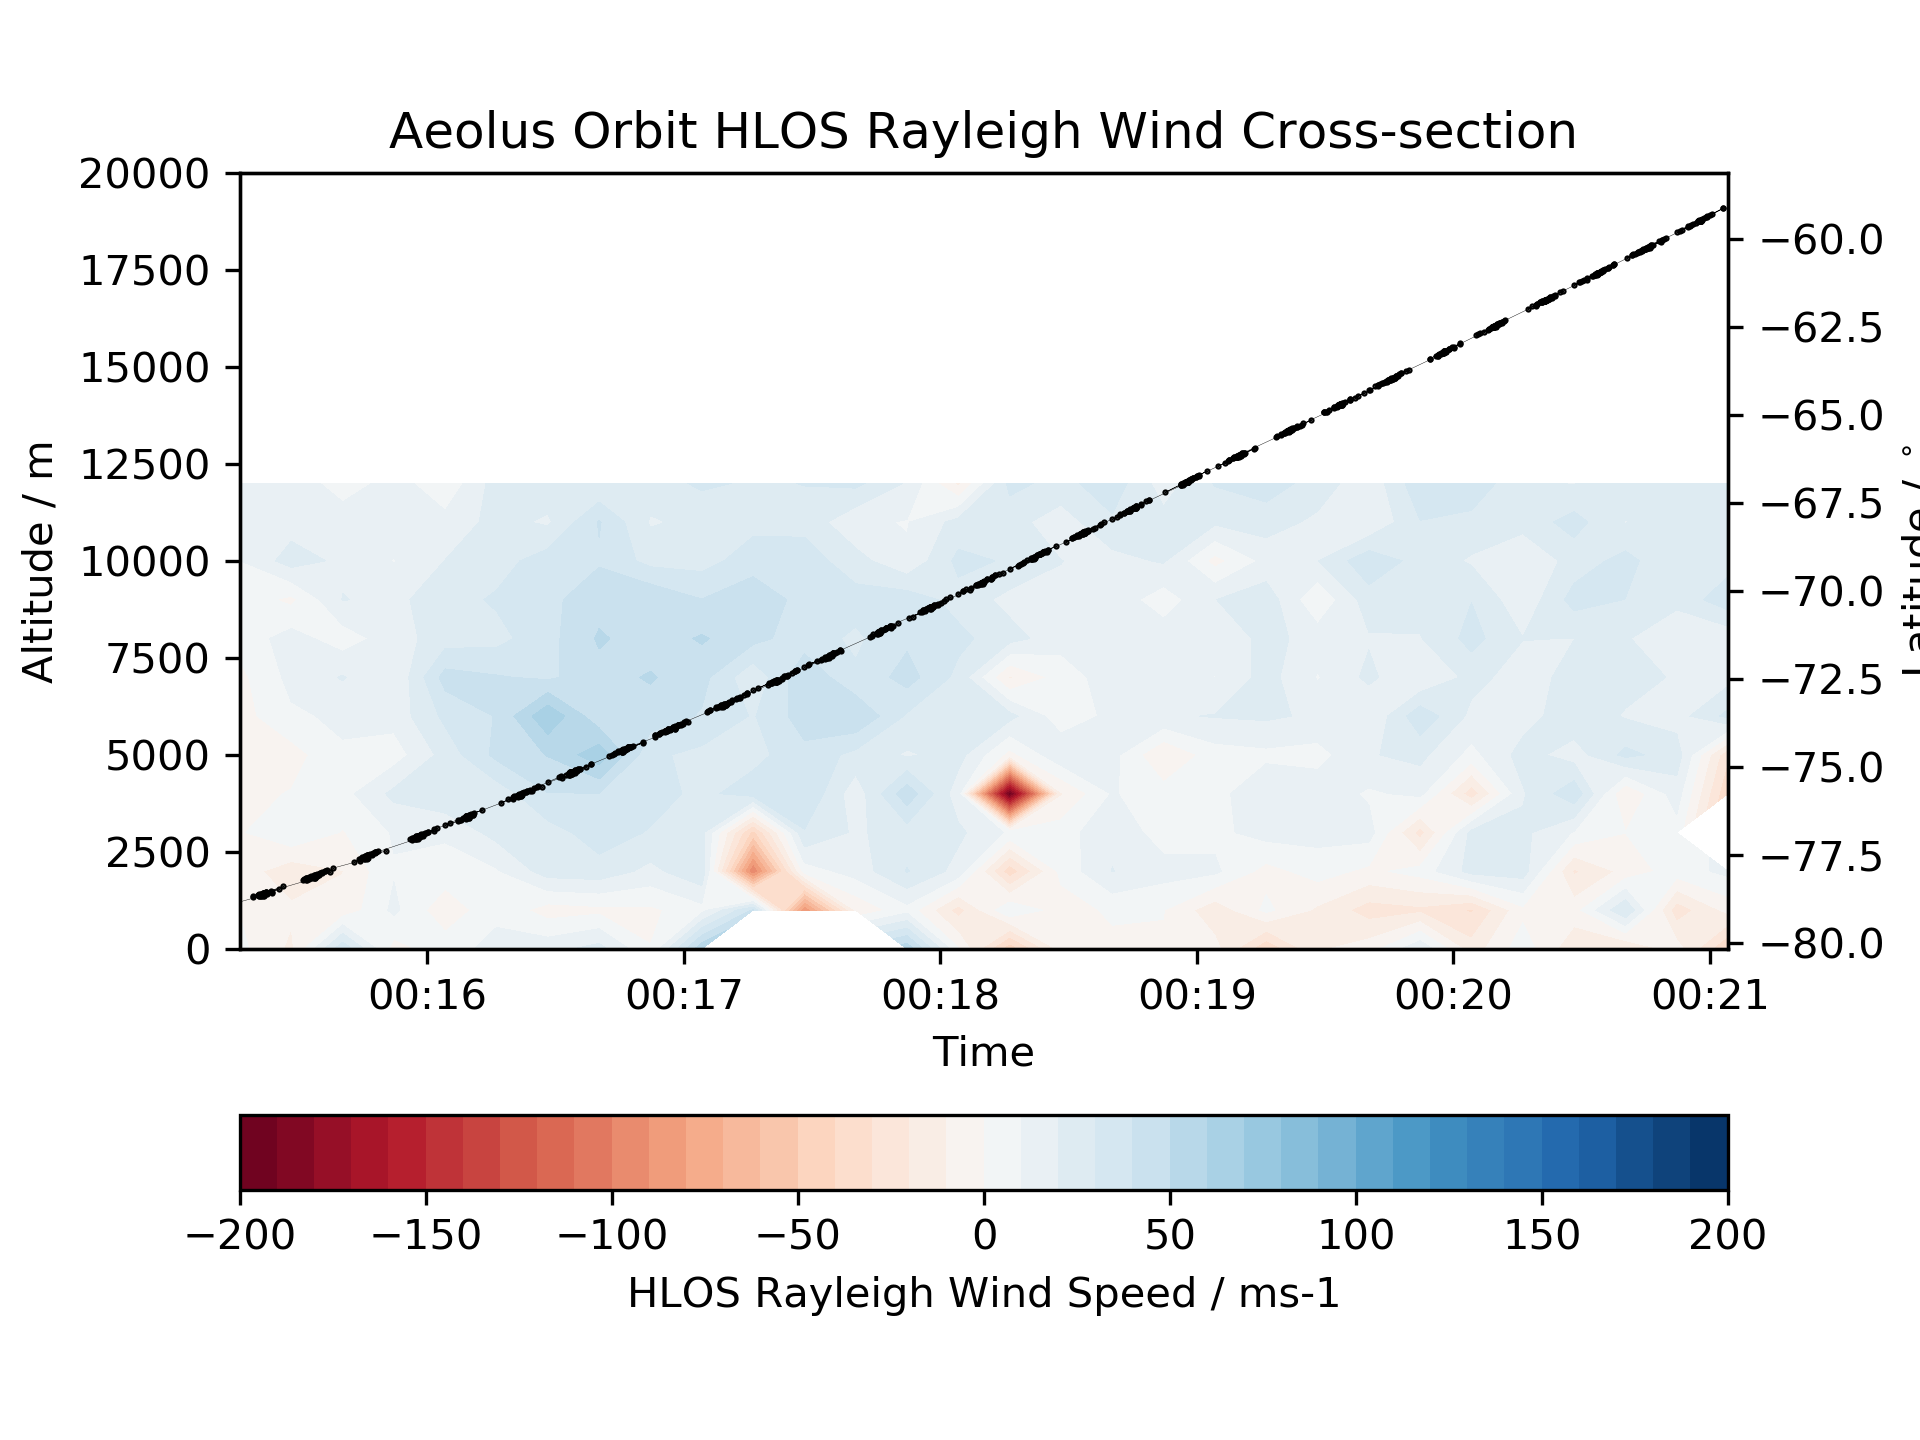 Aeolus Orbit HLOS Rayleigh Wind Cross-section
20000
17500
15000
12500
10000
7500
5000
2500
0
Altitude / m
−60.0
−62.5
−65.0
−67.5
−70.0
−72.5
−75.0
−77.5
−80.0
Latitude / °
00:16 00:17 00:18 00:19 00:20 00:21
Time
−200 −150 −100 −50 0 50 100 150 200
HLOS Rayleigh Wind Speed / ms-1